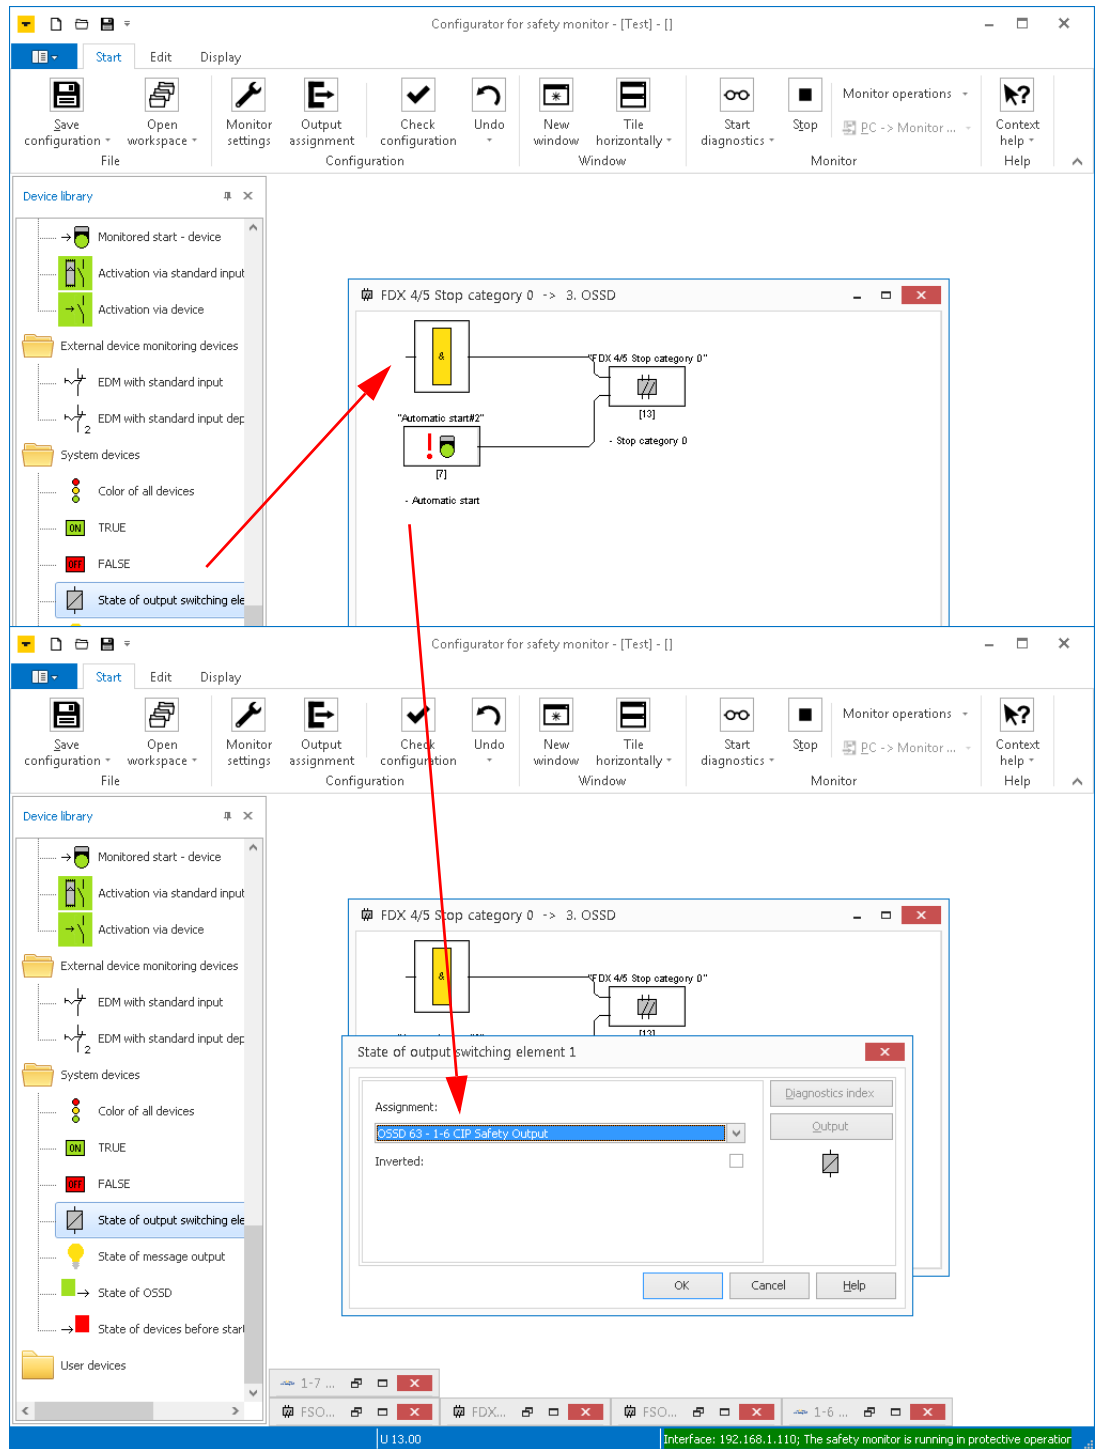 Configurator for safety monitor - [Test] - []
Start Edit Display
Save configuration
Open workspace
Monitor settings
Output assignment
Check configuration
Undo
New window
Tile horizontally
Start diagnostics
Stop
Monitor operations
PC -> Monitor ...
Context help
File Configuration Window Monitor Help
Device library
Monitored start - device
Activation via standard input
Activation via device
External device monitoring devices
EDM with standard input
EDM with standard input dep
2
System devices
Color of all devices
ON TRUE
OFF FALSE
State of output switching ele
FDX 4/5 Stop category 0 -> 3. OSSD
&
"FDX 4/5 Stop category 0"
[13]
- Stop category 0
"Automatic start#2"
!
[7]
- Automatic start
Configurator for safety monitor - [Test] - []
Start Edit Display
Save configuration
Open workspace
Monitor settings
Output assignment
Check configuration
Undo
New window
Tile horizontally
Start diagnostics
Stop
Monitor operations
PC -> Monitor ...
Context help
File Configuration Window Monitor Help
Device library
Monitored start - device
Activation via standard input
Activation via device
External device monitoring devices
EDM with standard input
EDM with standard input dep
2
System devices
Color of all devices
ON TRUE
OFF FALSE
State of output switching ele
State of message output
State of OSSD
State of devices before start
User devices
FDX 4/5 Stop category 0 -> 3. OSSD
&
"FDX 4/5 Stop category 0"
[13]
State of output switching element 1
Assignment:
OSSD 63 - 1-6 CIP Safety Output
Inverted:
Diagnostics index
Output
OK Cancel Help
1-7 ...
FSO... FDX... FSO... 1-6 ...
U 13.00 Interface: 192.168.1.110; The safety monitor is running in protective operation